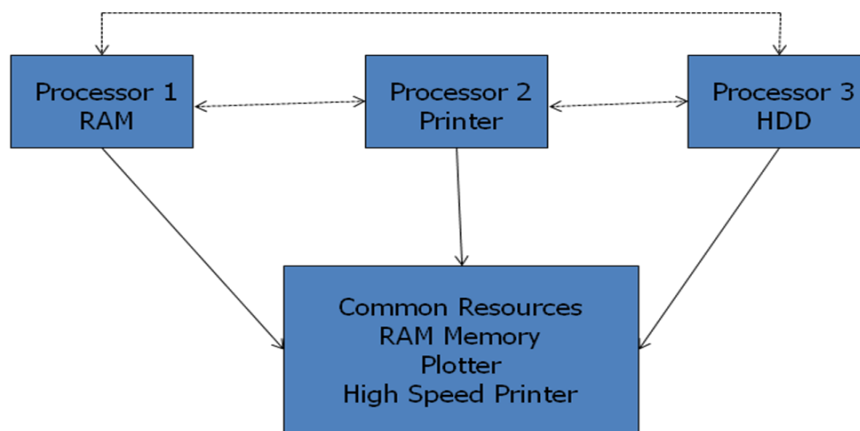 Processor 1
RAM
Processor 2
Printer
Processor 3
HDD
Common Resources
RAM Memory
Plotter
High Speed Printer